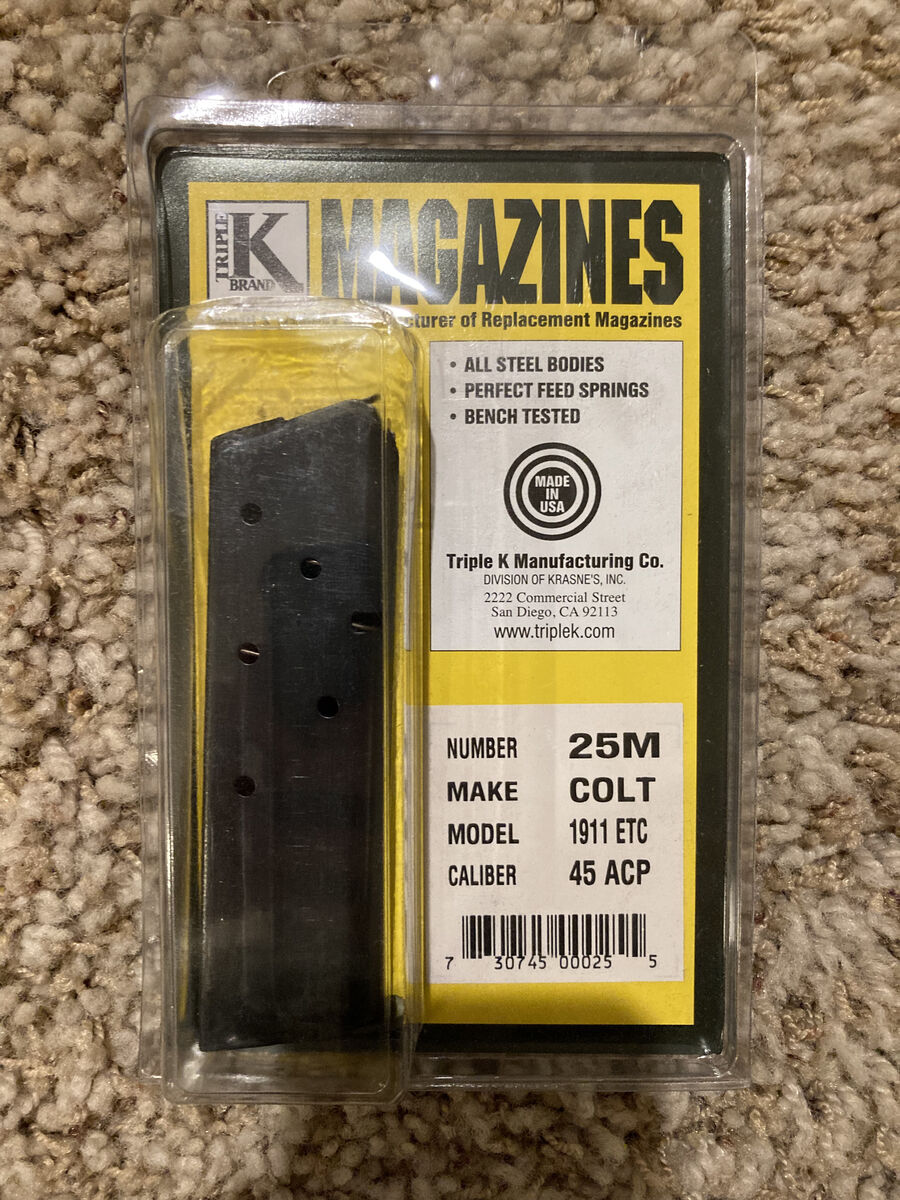 TRIPLE
K
BRAND
MAGAZINES
of Replacement Magazines
• ALL STEEL BODIES
• PERFECT FEED SPRINGS
• BENCH TESTED
MADE
IN
USA
Triple K Manufacturing Co.
DIVISION OF KRASNE'S, INC.
2222 Commercial Street
San Diego, CA 92113
www.triplek.com
NUMBER 25M
MAKE COLT
MODEL 1911 ETC
CALIBER 45 ACP
7 30745 00025 5